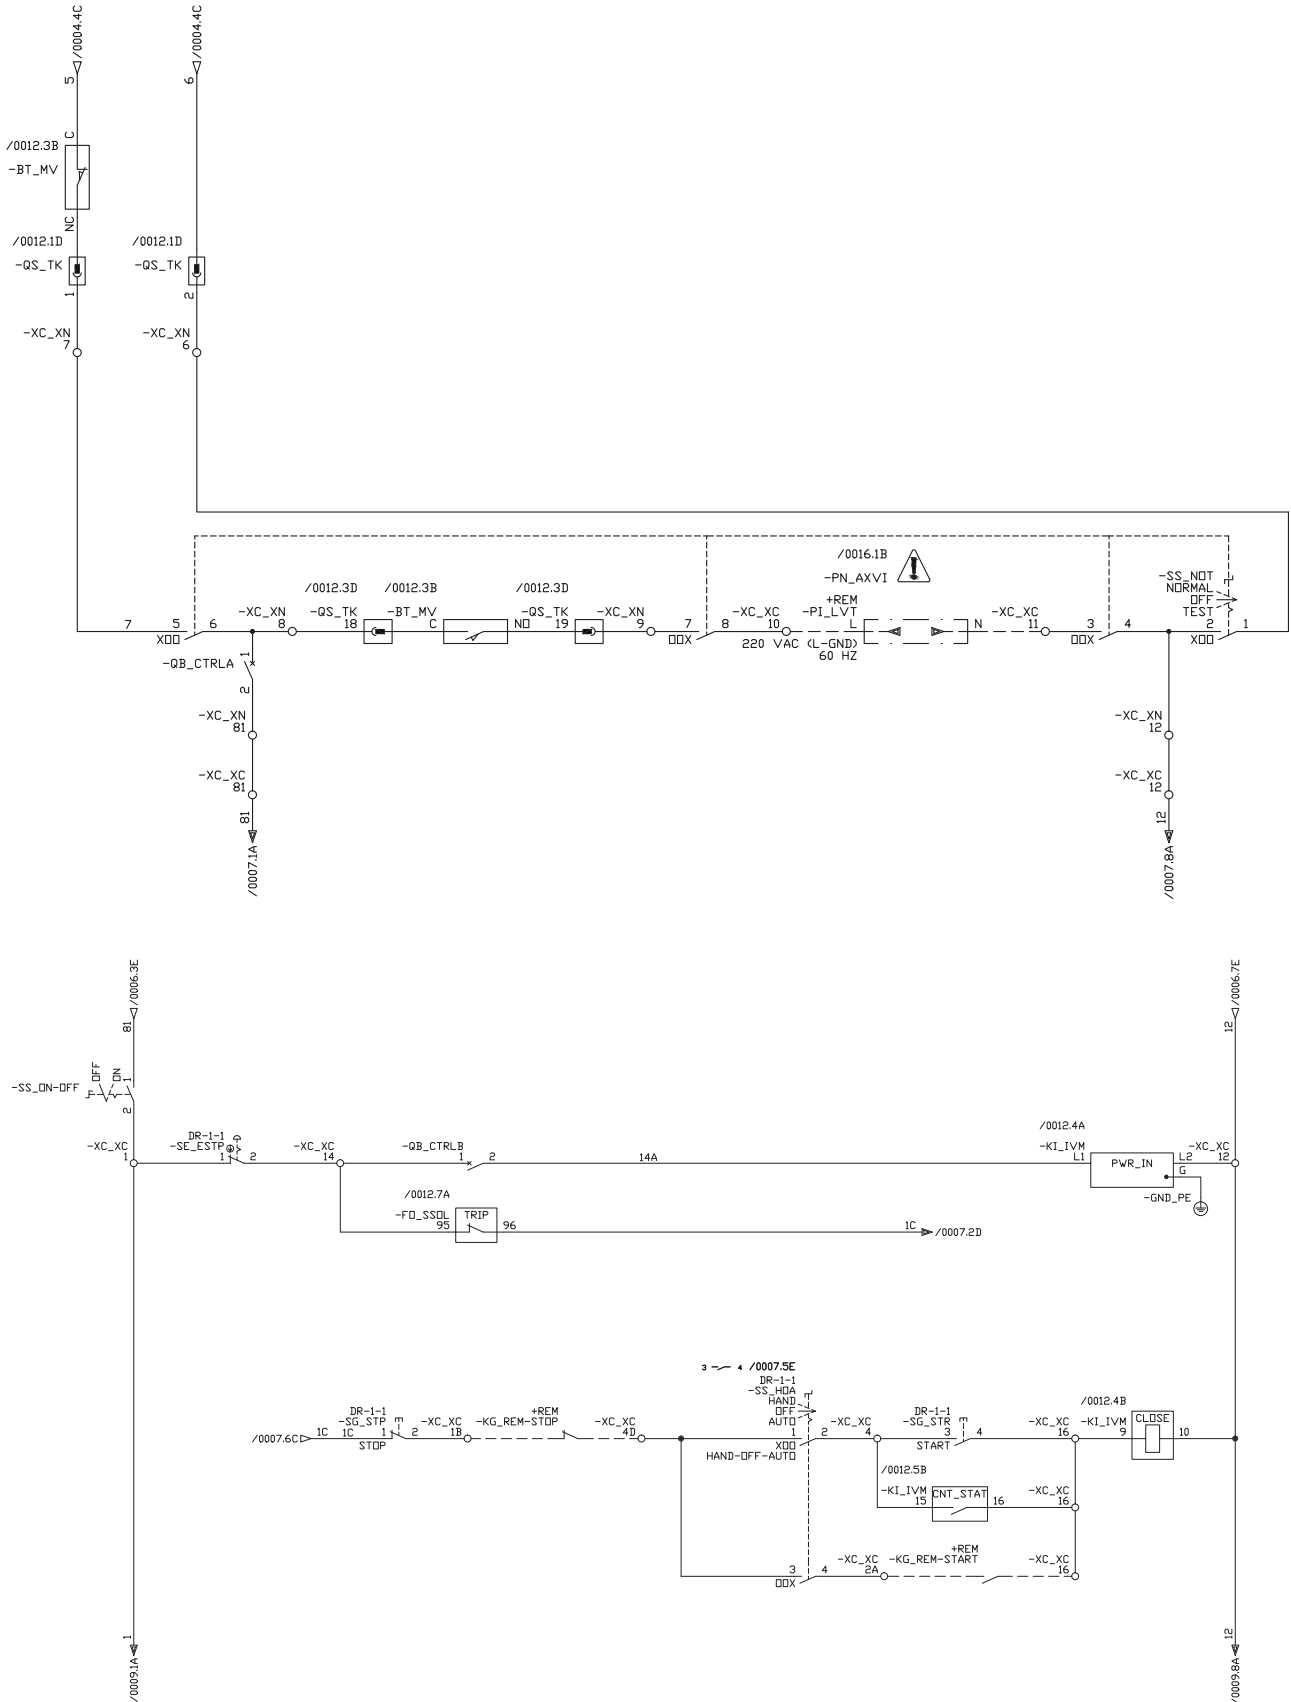 /0004.4C
/0004.4C
5
6
C
/0012.3B
-BT_MV
NC
/0012.1D
/0012.1D
-QS_TK
-QS_TK
1
2
-XC_XN
-XC_XN
7
6
/0016.1B
-PN_AXVI
/0012.3D
/0012.3B
/0012.3D
-SS_NOT
NORMAL
OFF
TEST
-XC_XN
-QS_TK
-BT_MV
-QS_TK
-XC_XN
-XC_XC
+REM
-PI_LVT
-XC_XC
7
5
6
8
18
C
NO
19
9
7
8
10
L
N
11
3
4
2
1
XOO
OOX
220 VAC (L-GND)
60 HZ
OOX
XOO
1
-QB_CTRLA
2
-XC_XN
81
-XC_XN
12
-XC_XC
81
-XC_XC
12
81
12
/0007.1A
/0007.8A
/0006.3E
/0006.7E
81
12
OFF
ON
-SS_ON-OFF
1
2
DR-1-1
/0012.4A
-XC_XC
-SE_ESTP
-XC_XC
-QB_CTRLB
-KI_IVM
-XC_XC
1
1
2
14
1
2
14A
L1
PWR_IN
L2
12
G
/0012.7A
-GND_PE
-FO_SSOL
TRIP
95
96
1C
/0007.2D
3
4
/0007.5E
DR-1-1
-SS_HOA
HAND
OFF
AUTO
DR-1-1
+REM
DR-1-1
/0012.4B
-SG_STP
-XC_XC
-KG_REM-STOP
-XC_XC
-XC_XC
-SG_STR
-XC_XC
-KI_IVM
CLOSE
/0007.6C
1C
1C
1
2
1B
4D
1
2
4
3
4
16
9
10
STOP
XOO
START
HAND-OFF-AUTO
/0012.5B
-KI_IVM
CNT_STAT
-XC_XC
15
16
16
+REM
-XC_XC
-KG_REM-START
-XC_XC
3
4
2A
16
OOX
1
12
/0009.1A
/0009.8A